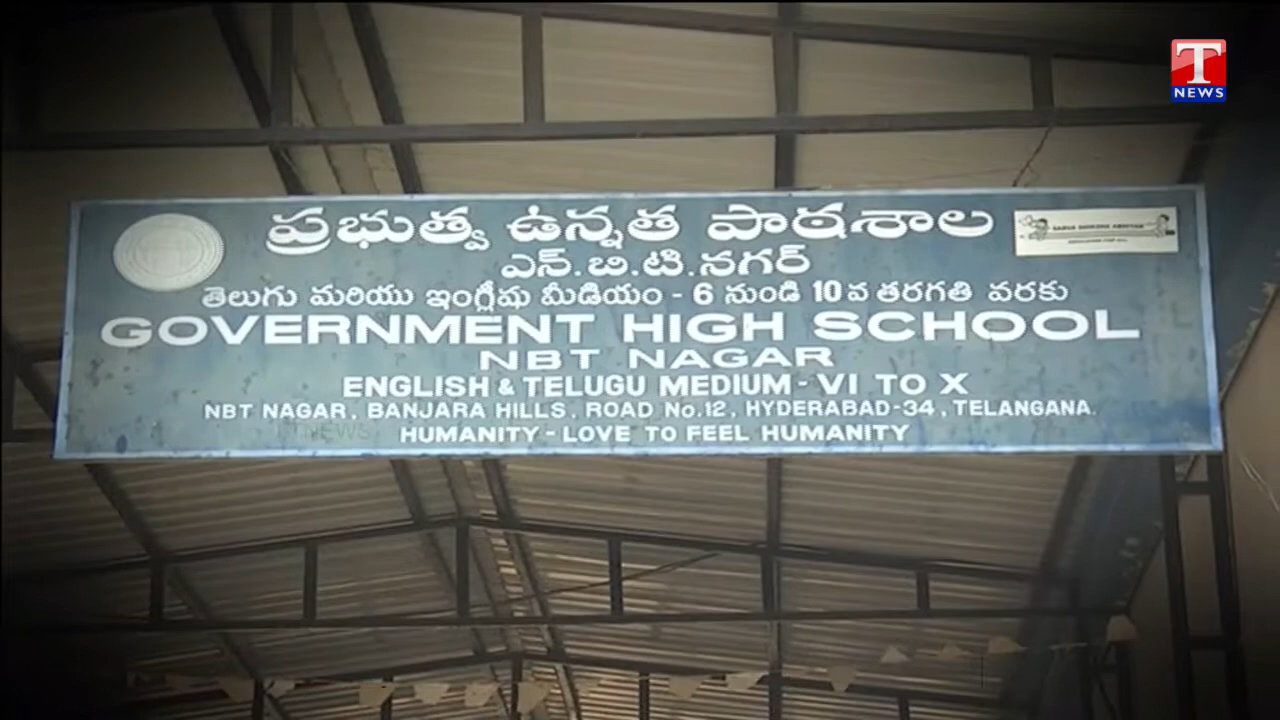 T
NEWS
ప్రభుత్వ ఉన్నత పాఠశాల
ఎన్.బి.టి.నగర్
తెలుగు మరియు ఇంగ్లీషు మీడియం - 6 నుండి 10 వ తరగతి వరకు
GOVERNMENT HIGH SCHOOL
NBT NAGAR
ENGLISH & TELUGU MEDIUM - VI TO X
NBT NAGAR, BANJARA HILLS, ROAD No.12, HYDERABAD-34, TELANGANA.
HUMANITY - LOVE TO FEEL HUMANITY
T NEWS